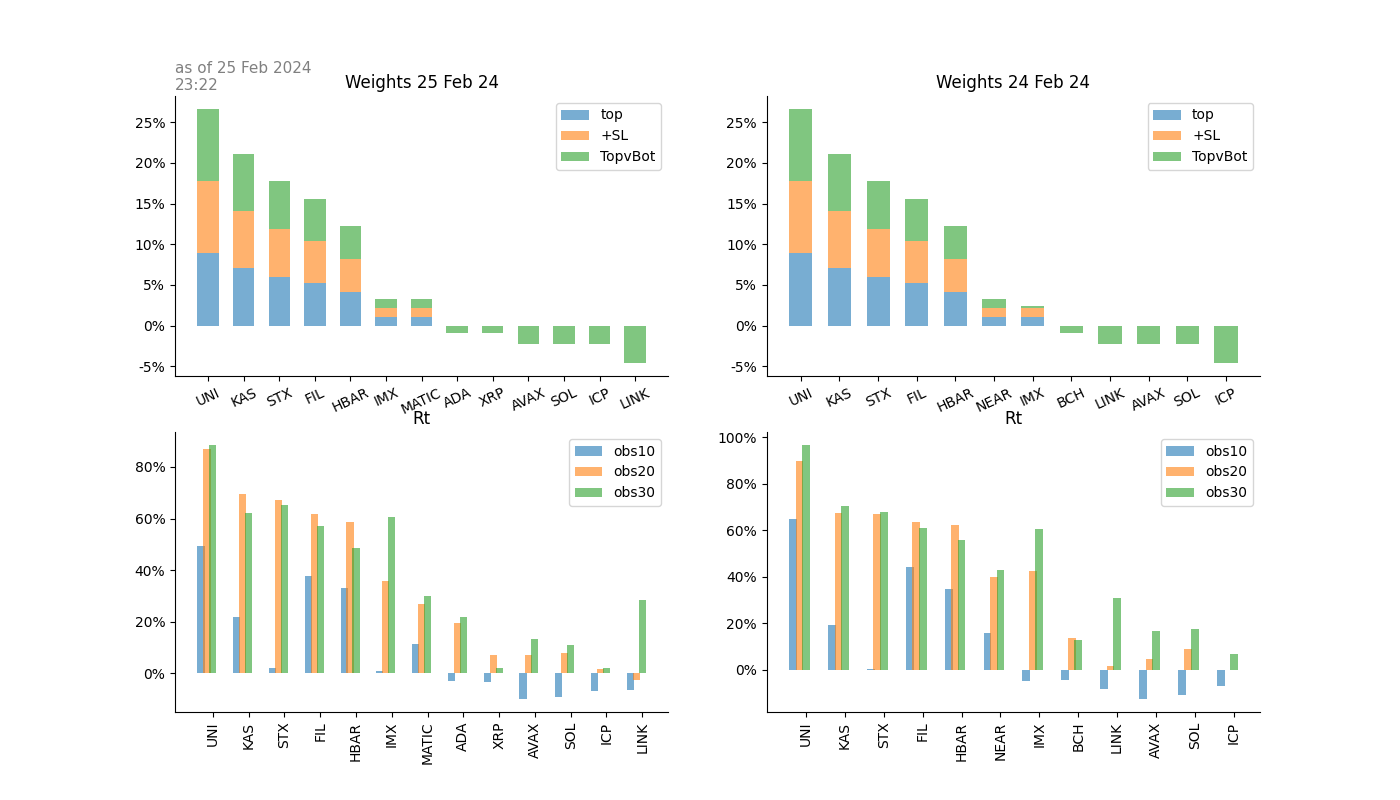 as of 25 Feb 2024
23:22
Weights 25 Feb 24
25%
20%
15%
10%
5%
0%
-5%
top
+SL
TopvBot
UNI KAS STX FIL HBAR IMX MATIC ADA XRP AVAX SOL ICP LINK
Weights 24 Feb 24
25%
20%
15%
10%
5%
0%
-5%
top
+SL
TopvBot
UNI KAS STX FIL HBAR NEAR IMX BCH LINK AVAX SOL ICP
Rt
80%
60%
40%
20%
0%
obs10
obs20
obs30
UNI KAS STX FIL HBAR IMX MATIC ADA XRP AVAX SOL ICP LINK
Rt
100%
80%
60%
40%
20%
0%
obs10
obs20
obs30
UNI KAS STX FIL HBAR NEAR IMX BCH LINK AVAX SOL ICP